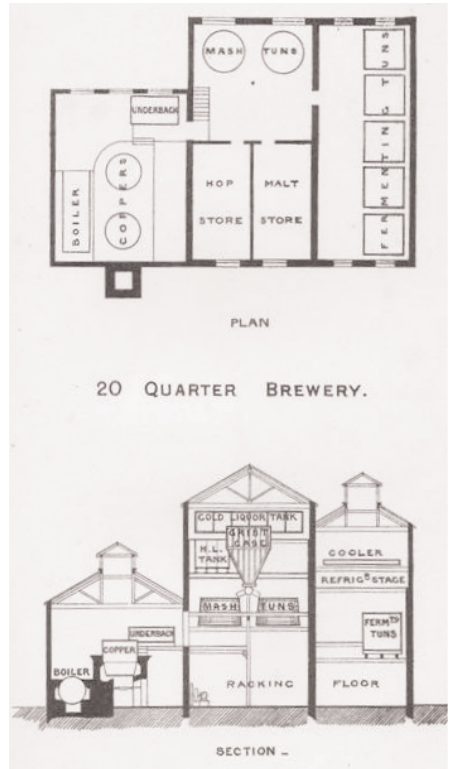 MASH TUNS
UNDERBACK
FERMENTING TUNS
COPPERS
BOILER
HOP STORE
MALT STORE
PLAN
20 QUARTER BREWERY.
COLD LIQUOR TANK
GRIST CASE
H.L. TANK
COOLER
REFRIGR STAGE
MASH TUNS
FERMTG TUNS
UNDERBACK
COPPER
BOILER
RACKING FLOOR
SECTION _